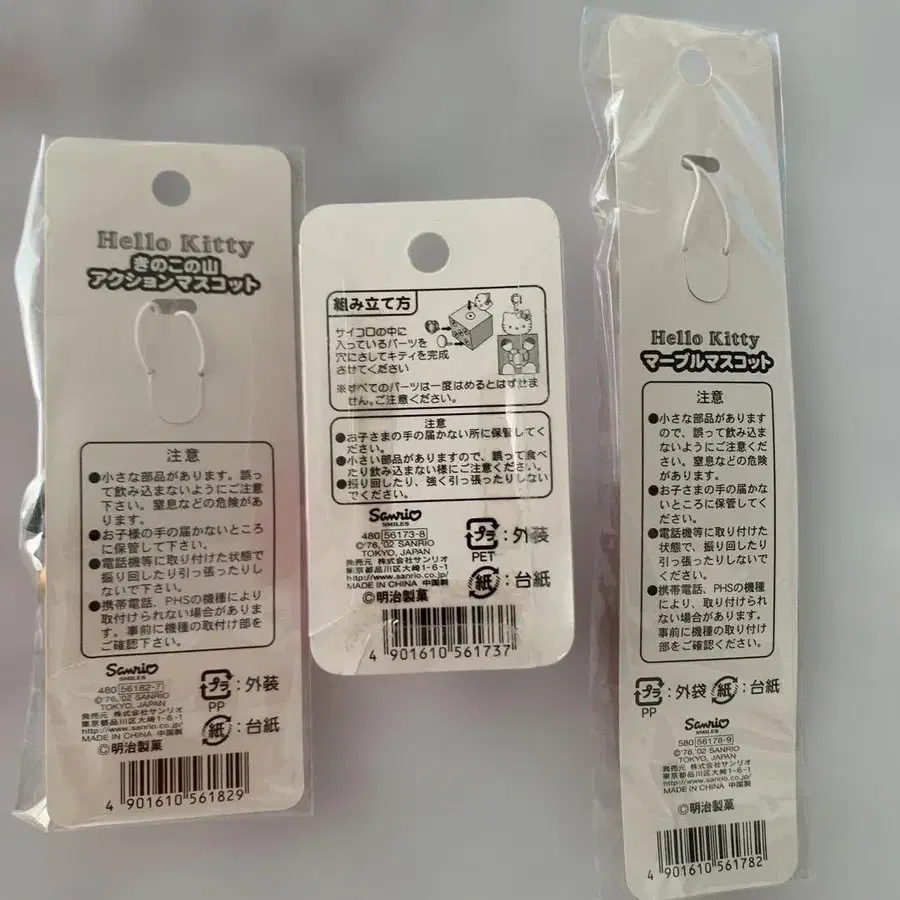 Hello Kitty
きのこの山
アクションマスコット
注意
●小さな部品があります。誤っ
て飲み込まないようにご注意
下さい。窒息などの危険があ
ります。
●お子様の手の届かないところ
に保管して下さい。
●電話機等に取り付けた状態で
振り回したり引っ張ったりし
ないで下さい。
●携帯電話、PHSの機種により
取付けられない場合がありま
す。事前に機種の取付け部を
ご確認下さい。
Sanrio
SMILES
480 56182-7
©'76,'02 SANRIO
TOKYO, JAPAN
発売元 株式会社サンリオ
東京都品川区大崎1-6-1
http://www.sanrio.co.jp/
MADE IN CHINA 中国製
©明治製菓
プラ:外装
PP
紙:台紙
4 901610 561829
組み立て方
サイコロの中に
入っているパーツを
穴にさしてキティを完成
させてください
※すべてのパーツは一度はめるとはずせま
せん。ご注意ください。
注意
●お子さまの手の届かない所に保管してく
ださい。
●小さい部品がありますので、誤って食べ
たり飲み込まない様にご注意ください。
●振り回したり、強く引っ張ったりしない
でください。
Sanrio
SMILES
480 56173-8
©'76,'02 SANRIO
TOKYO, JAPAN
発売元 株式会社サンリオ
東京都品川区大崎1-6-1
http://www.sanrio.co.jp/
MADE IN CHINA 中国製
©明治製菓
プラ:外装
PET
紙:台紙
4 901610 561737
Hello Kitty
マーブルマスコット
注意
●小さな部品があります
ので、誤って飲み込ま
ないようにご注意くだ
さい。窒息などの危険
があります。
●お子さまの手の届かな
い所に保管してくだ
さい。
●電話機等に取り付けた
状態で、振り回したり
引っ張ったりしないで
ください。
●携帯電話、PHSの機種
により、取り付けられ
ない場合があります。
事前に機種の取付け部
をご確認ください。
プラ:外袋 紙:台紙
PP
Sanrio
SMILES
580 56178-9
©'76,'02 SANRIO
TOKYO, JAPAN
発売元 株式会社サンリオ
東京都品川区大崎1-6-1
http://www.sanrio.co.jp/
MADE IN CHINA 中国製
©明治製菓
4 901610 561782